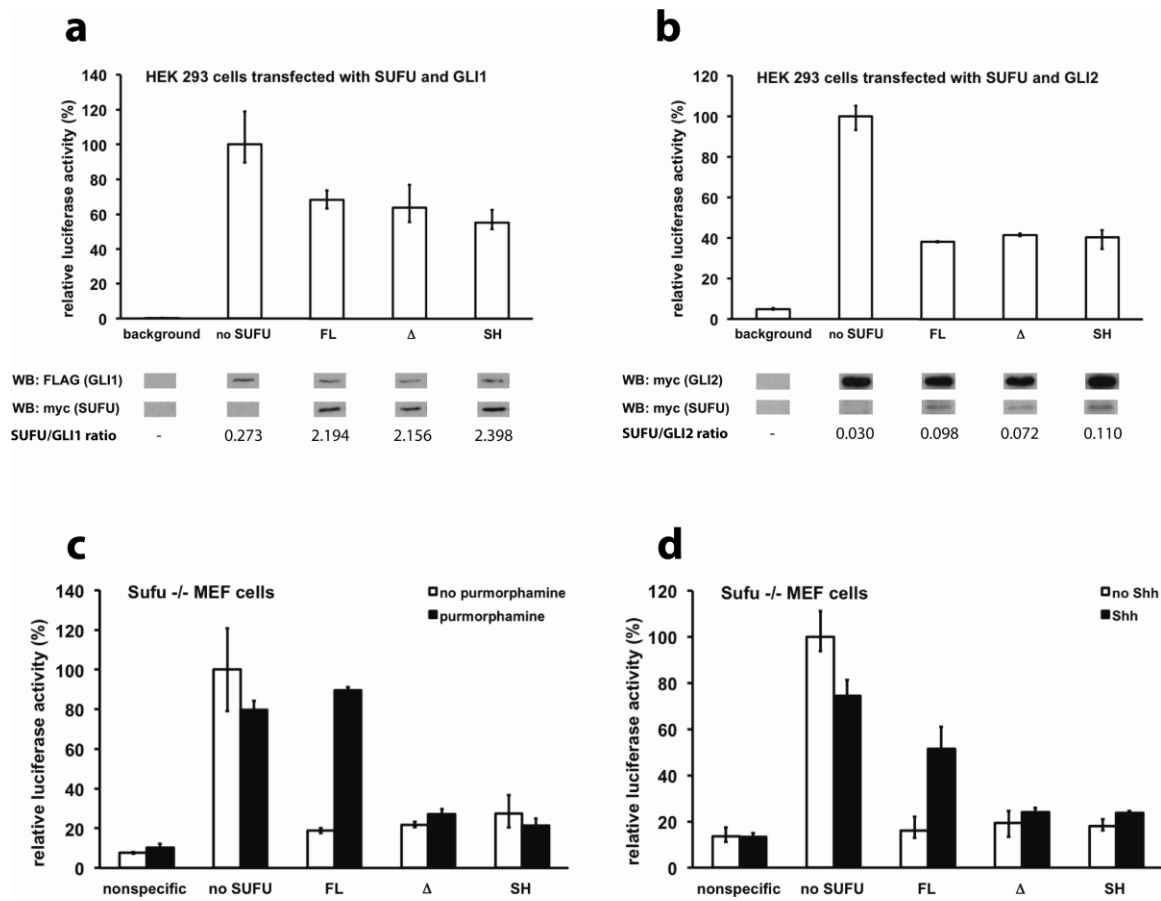 a
HEK 293 cells transfected with SUFU and GLI1
relative luciferase activity (%)
140
120
100
80
60
40
20
0
background no SUFU FL Δ SH
WB: FLAG (GLI1)
WB: myc (SUFU)
SUFU/GLI1 ratio - 0.273 2.194 2.156 2.398
b
HEK 293 cells transfected with SUFU and GLI2
relative luciferase activity (%)
120
100
80
60
40
20
0
background no SUFU FL Δ SH
WB: myc (GLI2)
WB: myc (SUFU)
SUFU/GLI2 ratio - 0.030 0.098 0.072 0.110
c
Sufu -/- MEF cells
no purmorphamine
purmorphamine
relative luciferase activity (%)
140
120
100
80
60
40
20
0
nonspecific no SUFU FL Δ SH
d
Sufu -/- MEF cells
no Shh
Shh
relative luciferase activity (%)
120
100
80
60
40
20
0
nonspecific no SUFU FL Δ SH